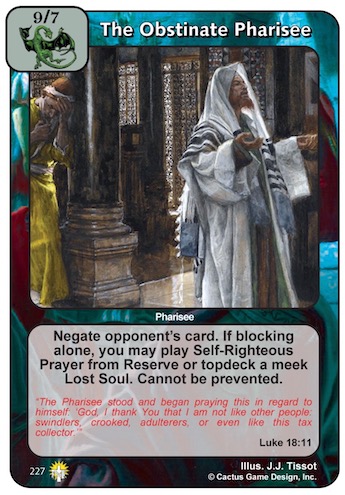 9/7
The Obstinate Pharisee
Pharisee
Negate opponent's card. If blocking
alone, you may play Self-Righteous
Prayer from Reserve or topdeck a meek
Lost Soul. Cannot be prevented.
"The Pharisee stood and began praying this in regard to
himself: 'God, I thank You that I am not like other people:
swindlers, crooked, adulterers, or even like this tax
collector.'"
Luke 18:11
Illus. J.J. Tissot
227
© Cactus Game Design, Inc.